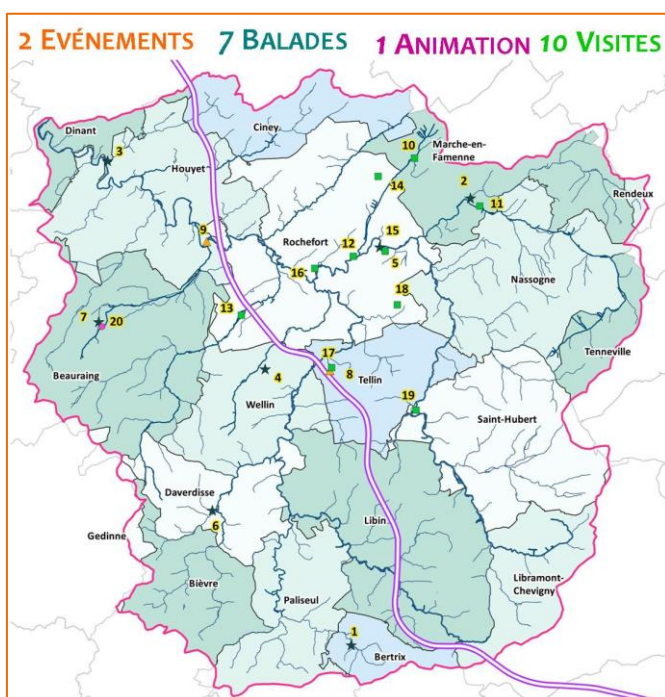 2 EVÉNEMENTS 7 BALADES 1 ANIMATION 10 VISITES
Dinant
Ciney
3
Houyet
10
Marche-en-
Famenne
14
2
11
Rendeux
9
Rochefort
12
15
5
16
Nassogne
18
13
7
20
Beauraing
17
8
Tellin
Tenneville
4
Wellin
19
Saint-Hubert
Daverdisse
6
Gedinne
Libin
Bièvre
Paliseul
Libramont-
Chevigny
1
Bertrix